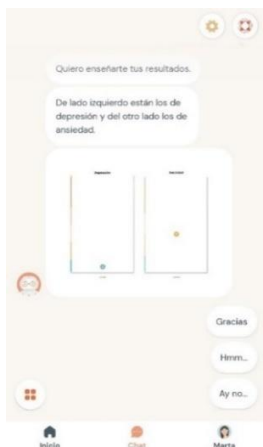 Quiero enseñarte tus resultados.
De lado izquierdo están los de
depresión y del otro lado los de
ansiedad.
Gracias
Hmm...
Ay no...
Inicio
Chat
Marta